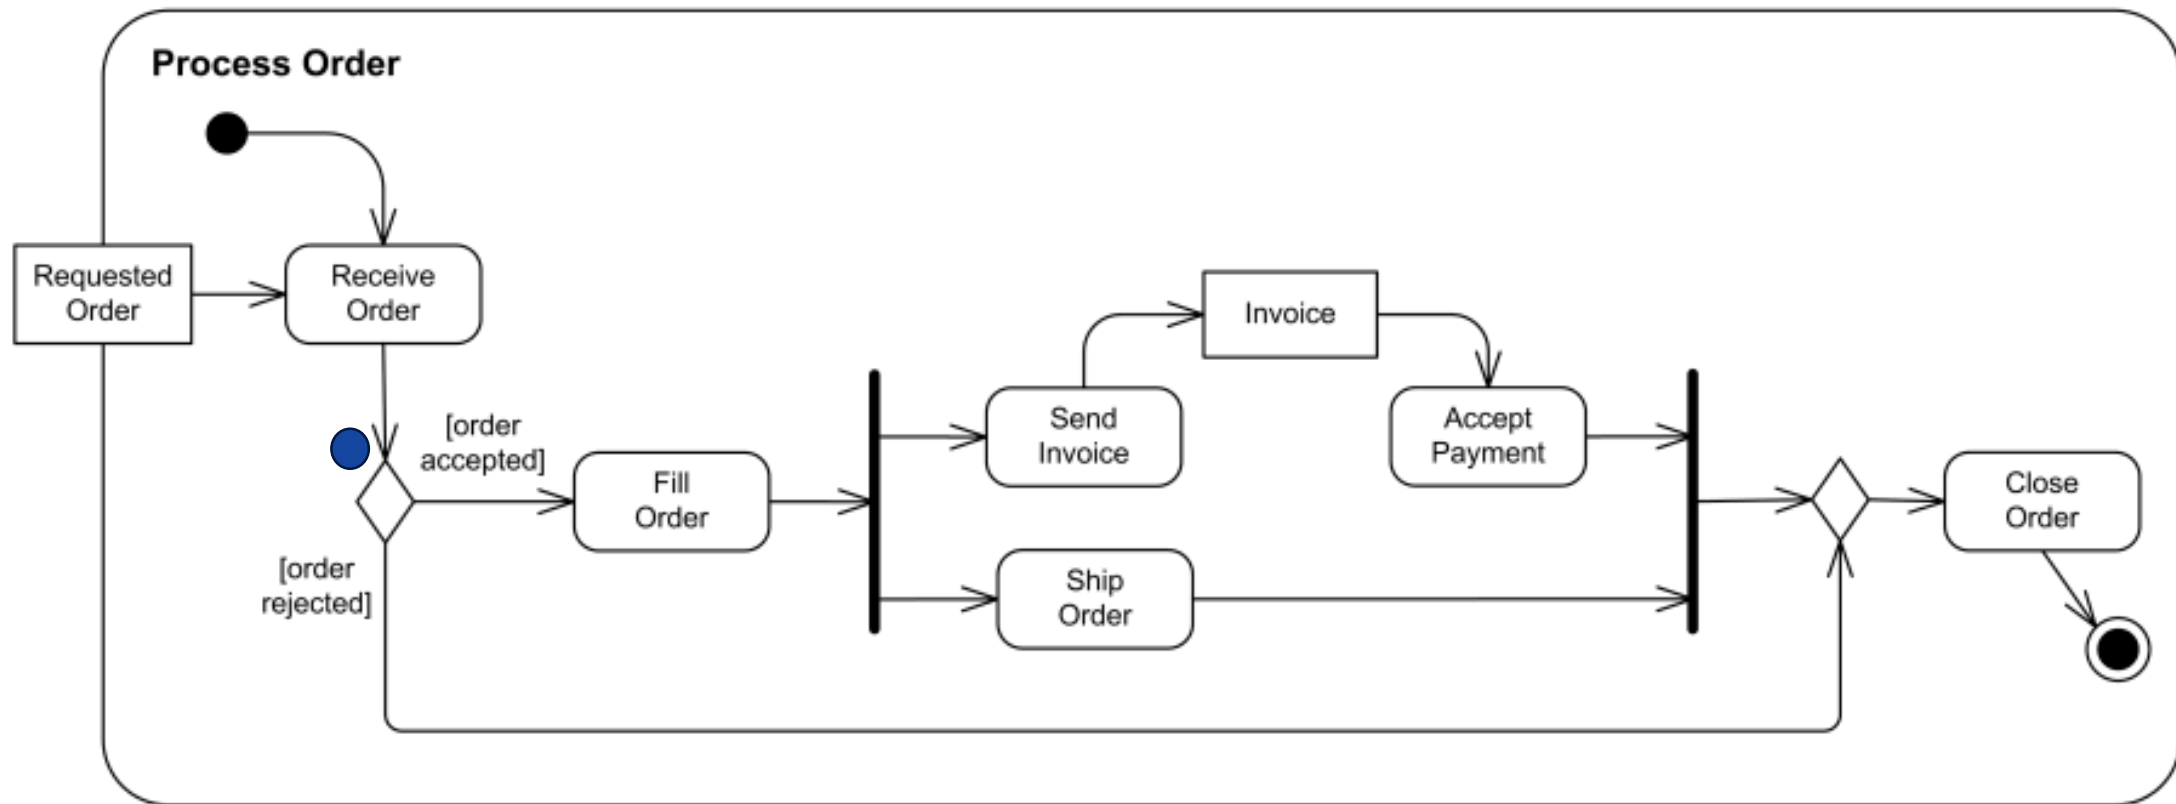 Process Order
Requested
Order
Receive
Order
Invoice
[order
accepted]
Send
Invoice
Accept
Payment
Fill
Order
Close
Order
[order
rejected]
Ship
Order